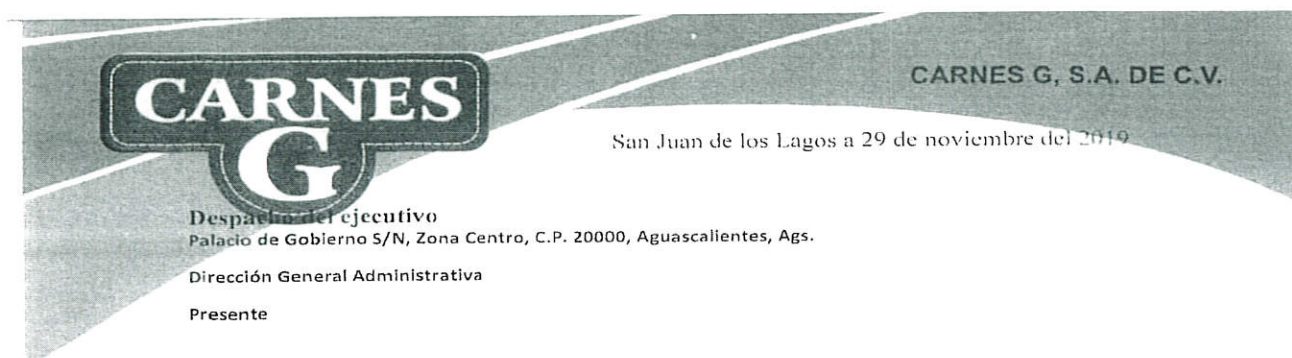 CARNES
G
CARNES G, S.A. DE C.V.
San Juan de los Lagos a 29 de noviembre del 2019
Despacho del ejecutivo
Palacio de Gobierno S/N, Zona Centro, C.P. 20000, Aguascalientes, Ags.
Dirección General Administrativa
Presente